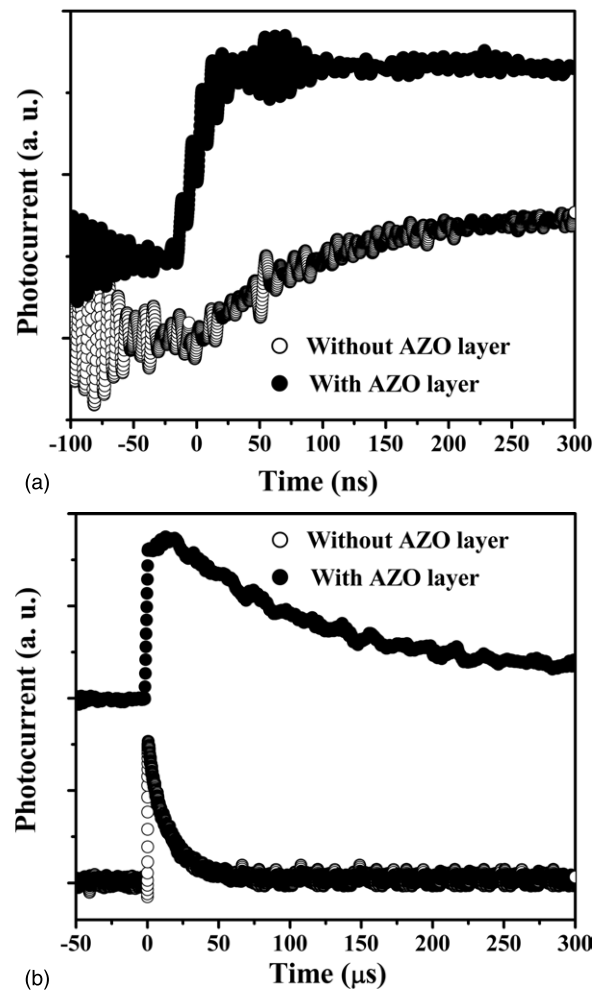 Photocurrent (a. u.)
Without AZO layer
With AZO layer
-100 -50 0 50 100 150 200 250 300
Time (ns)
(a)
Photocurrent (a. u.)
Without AZO layer
With AZO layer
-50 0 50 100 150 200 250 300
Time (μs)
(b)